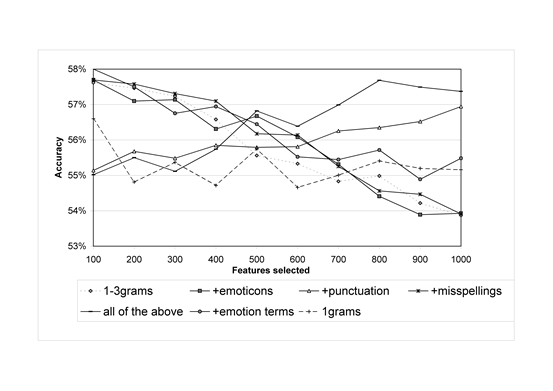 58%
57%
56%
55%
54%
53%
Accuracy
100 200 300 400 500 600 700 800 900 1000
Features selected
1-3grams +emoticons +punctuation +misspellings
all of the above +emotion terms 1grams